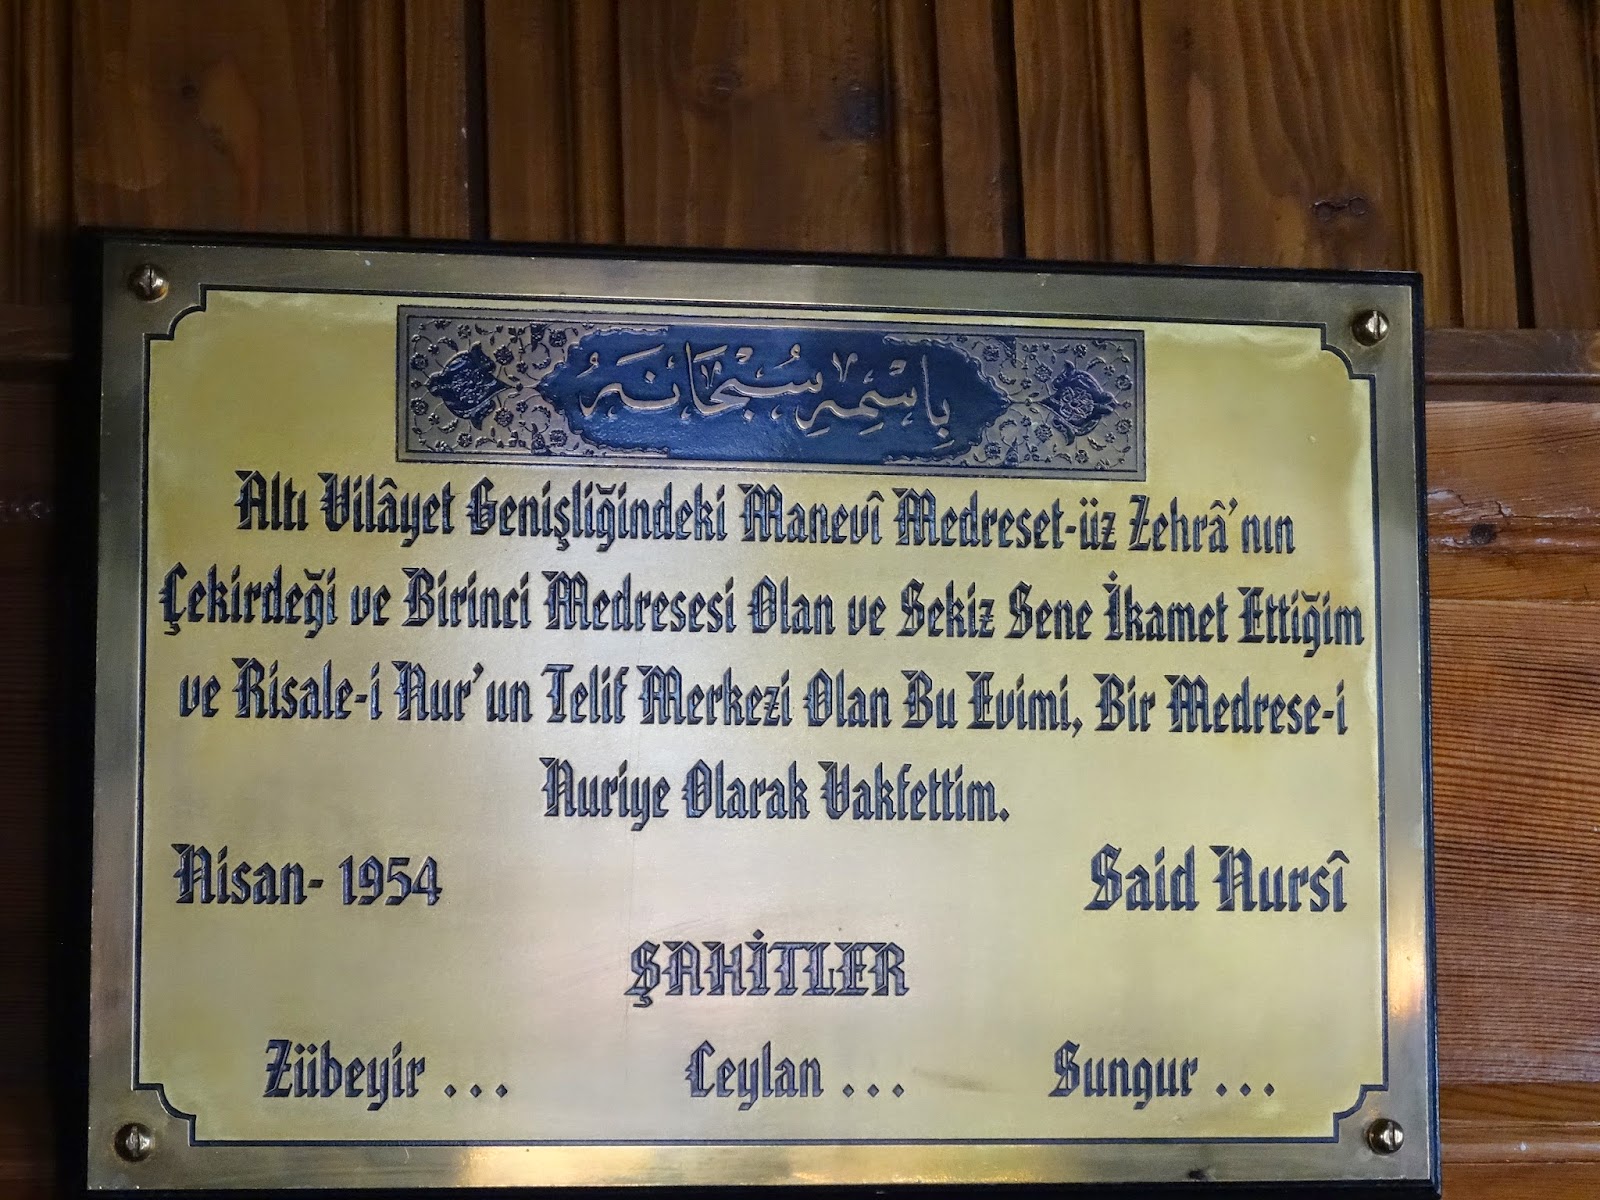 بِاسْمِهِ سُبْحَانَهُ
Altı Vilâyet Genişliğindeki Manevî Medreset-üz Zehrâ'nın
Çekirdeği ve Birinci Medresesi Olan ve Sekiz Sene İkamet Ettiğim
ve Risale-i Nur'un Telif Merkezi Olan Bu Evimi, Bir Medrese-i
Nuriye Olarak Vakfettim.
Nisan- 1954 Said Nursî
ŞAHİTLER
Zübeyir ... Ceylan ... Sungur ...